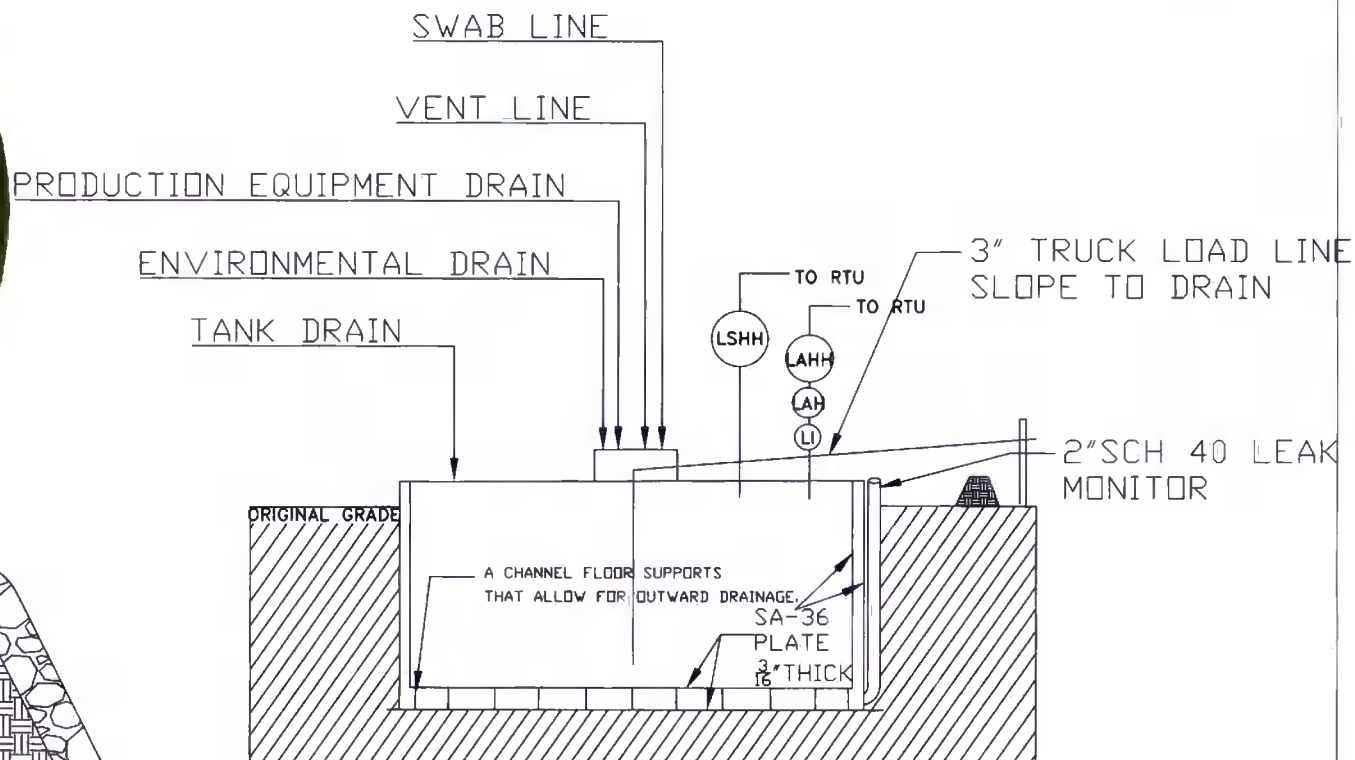 SWAB LINE
VENT LINE
PRODUCTION EQUIPMENT DRAIN
ENVIRONMENTAL DRAIN
TANK DRAIN
TO RTU
TO RTU
3" TRUCK LOAD LINE
SLOPE TO DRAIN
LSHH
LAHH
LAH
LI
2"SCH 40 LEAK
MONITOR
ORIGINAL GRADE
A CHANNEL FLOOR SUPPORTS
THAT ALLOW FOR OUTWARD DRAINAGE.
SA-36
PLATE
3/16" THICK